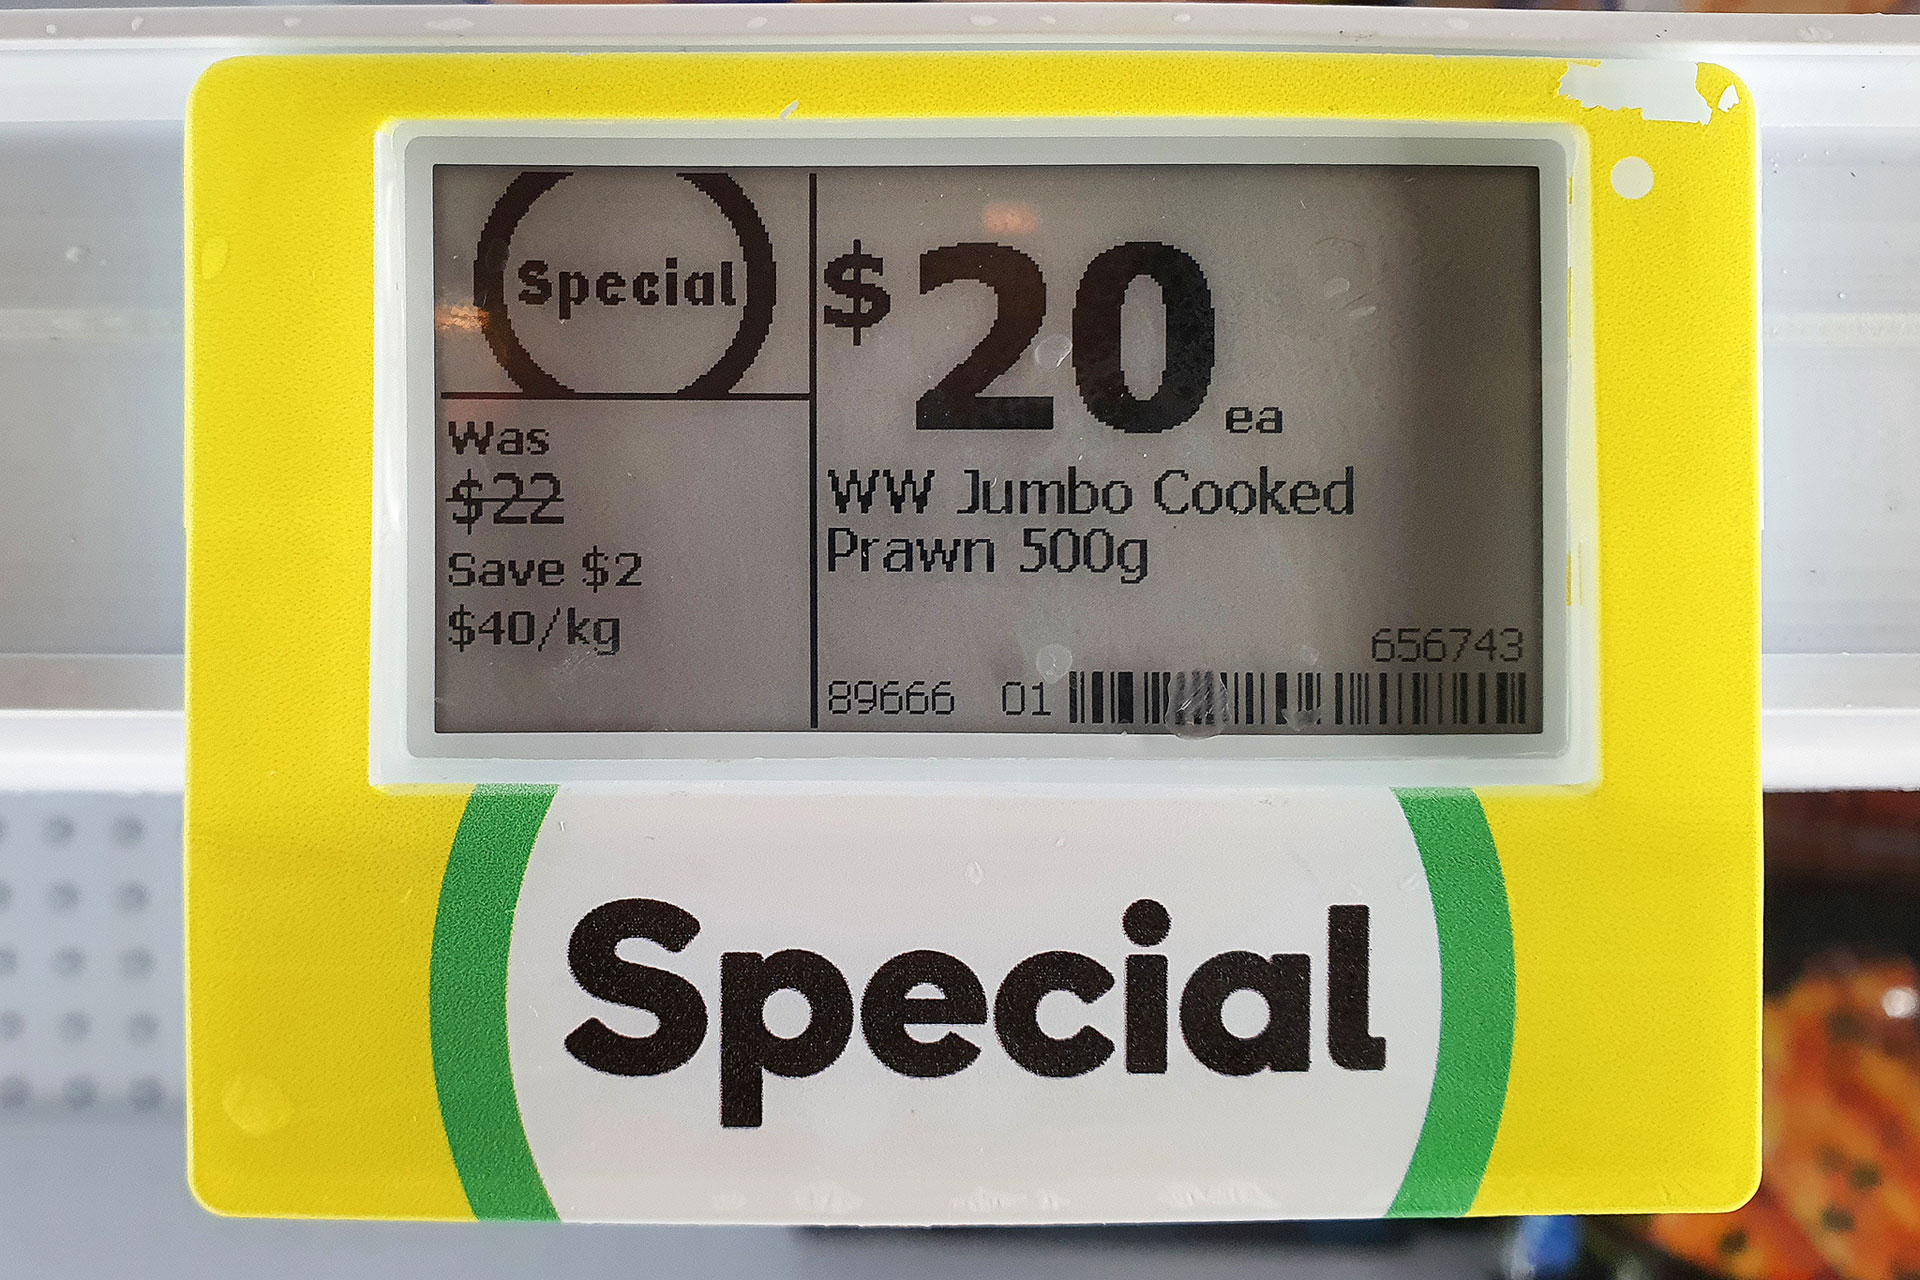 Special
Was
$22
Save $2
$40/kg
$20 ea
WW Jumbo Cooked
Prawn 500g
656743
89666 01
Special